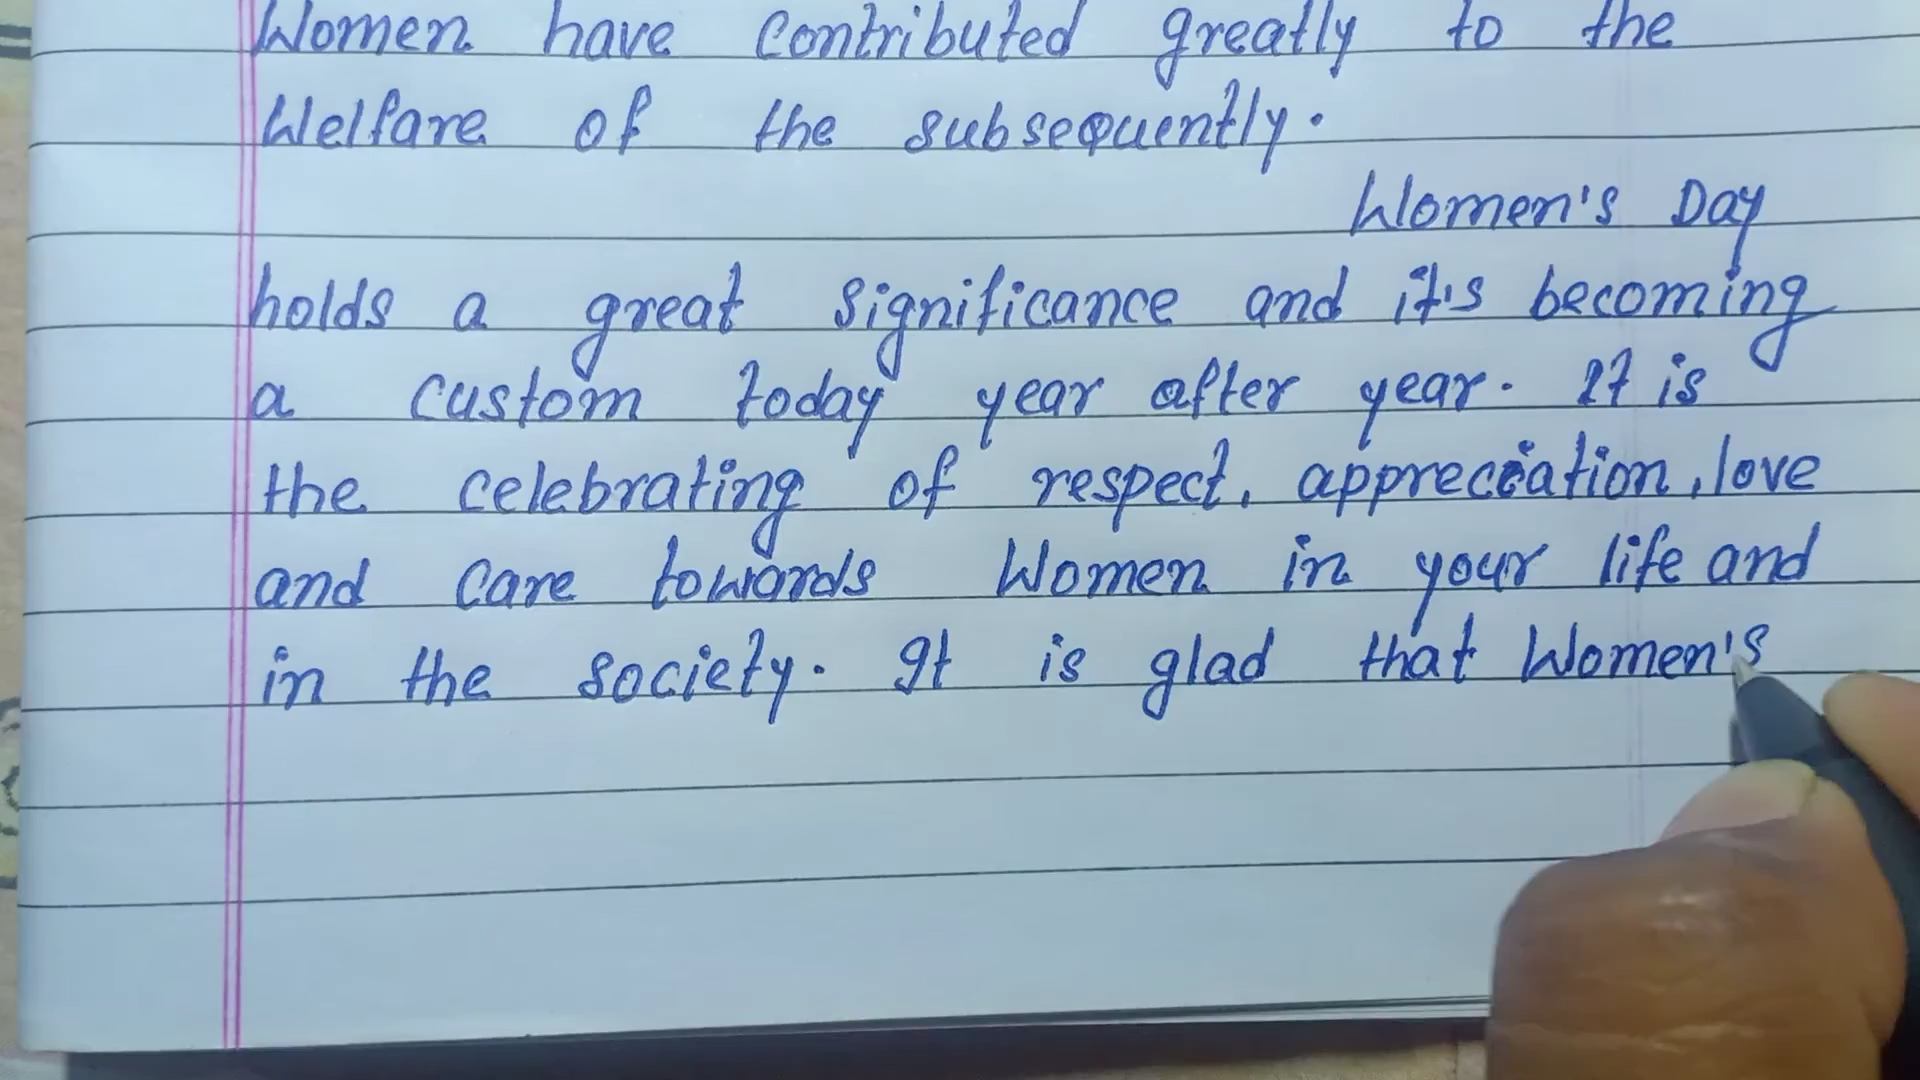 Women have contributed greatly to the
Welfare of the subsequently.
Women's Day
holds a great significance and it's becoming
a custom today year after year. It is
the celebrating of respect, appreciation, love
and care towards Women in your life and
in the society. It is glad that Women's